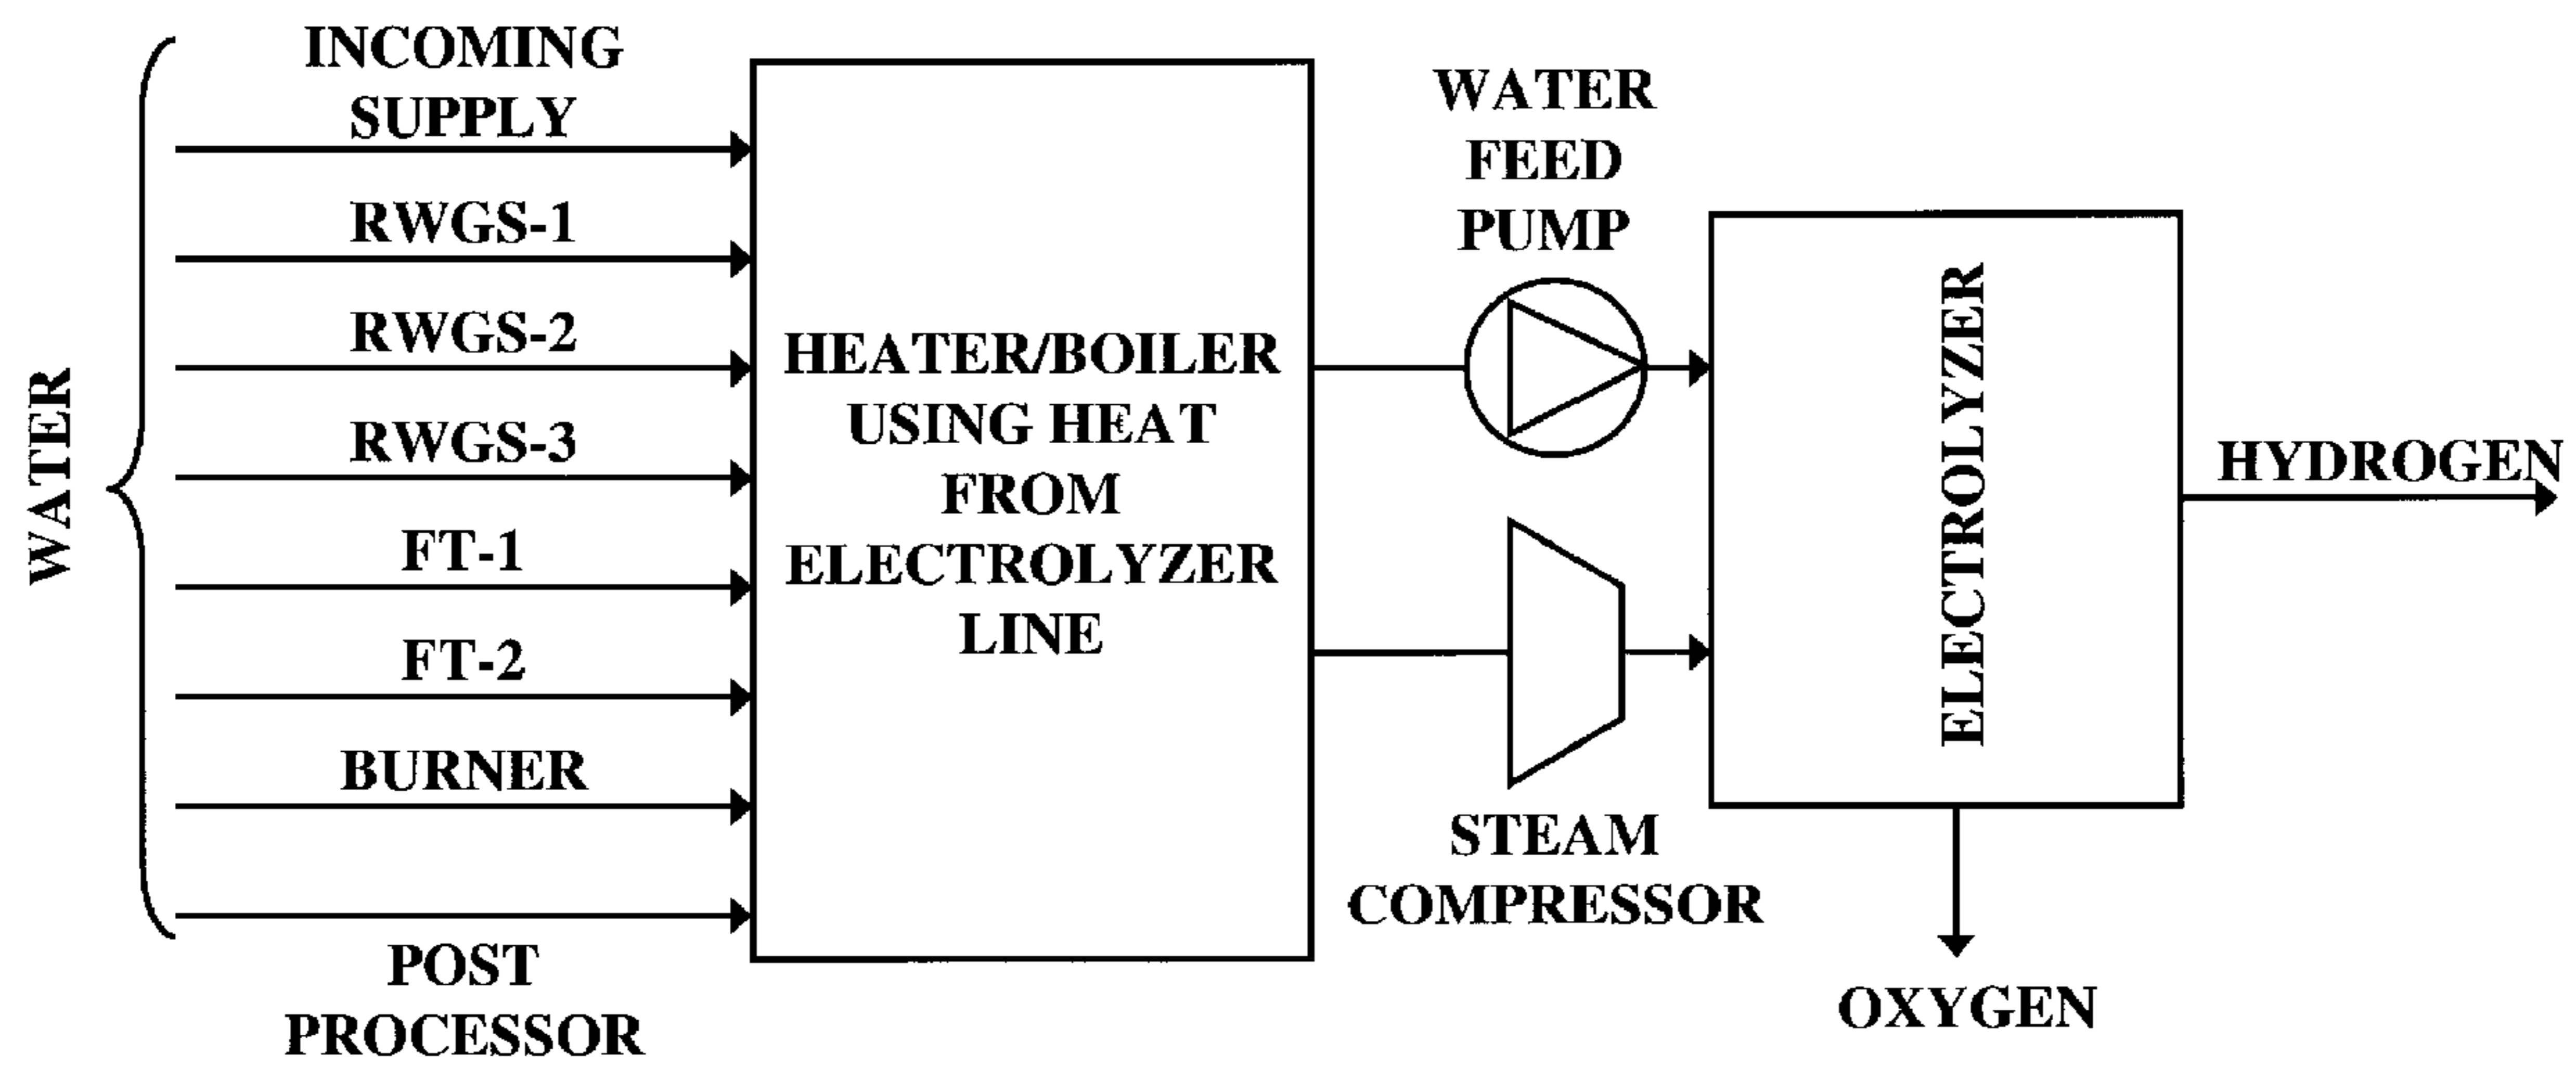 WATER
INCOMING
SUPPLY
RWGS-1
RWGS-2
RWGS-3
FT-1
FT-2
BURNER
POST
PROCESSOR
HEATER/BOILER
USING HEAT
FROM
ELECTROLYZER
LINE
WATER
FEED
PUMP
STEAM
COMPRESSOR
ELECTROLYZER
HYDROGEN
OXYGEN